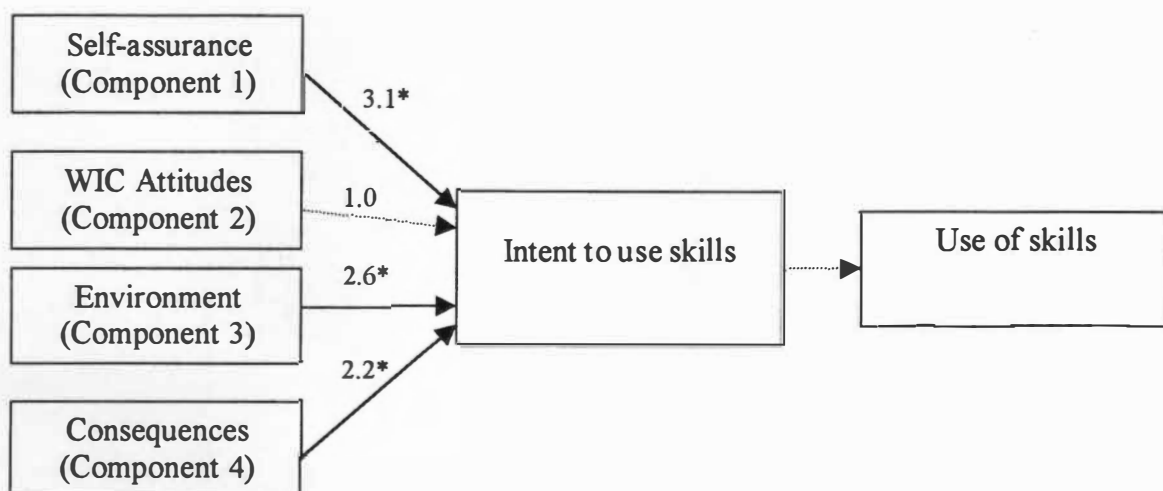 Self-assurance
(Component 1)
3.1*
WIC Attitudes
(Component 2)
1.0
Intent to use skills
Use of skills
Environment
(Component 3)
2.6*
Consequences
(Component 4)
2.2*